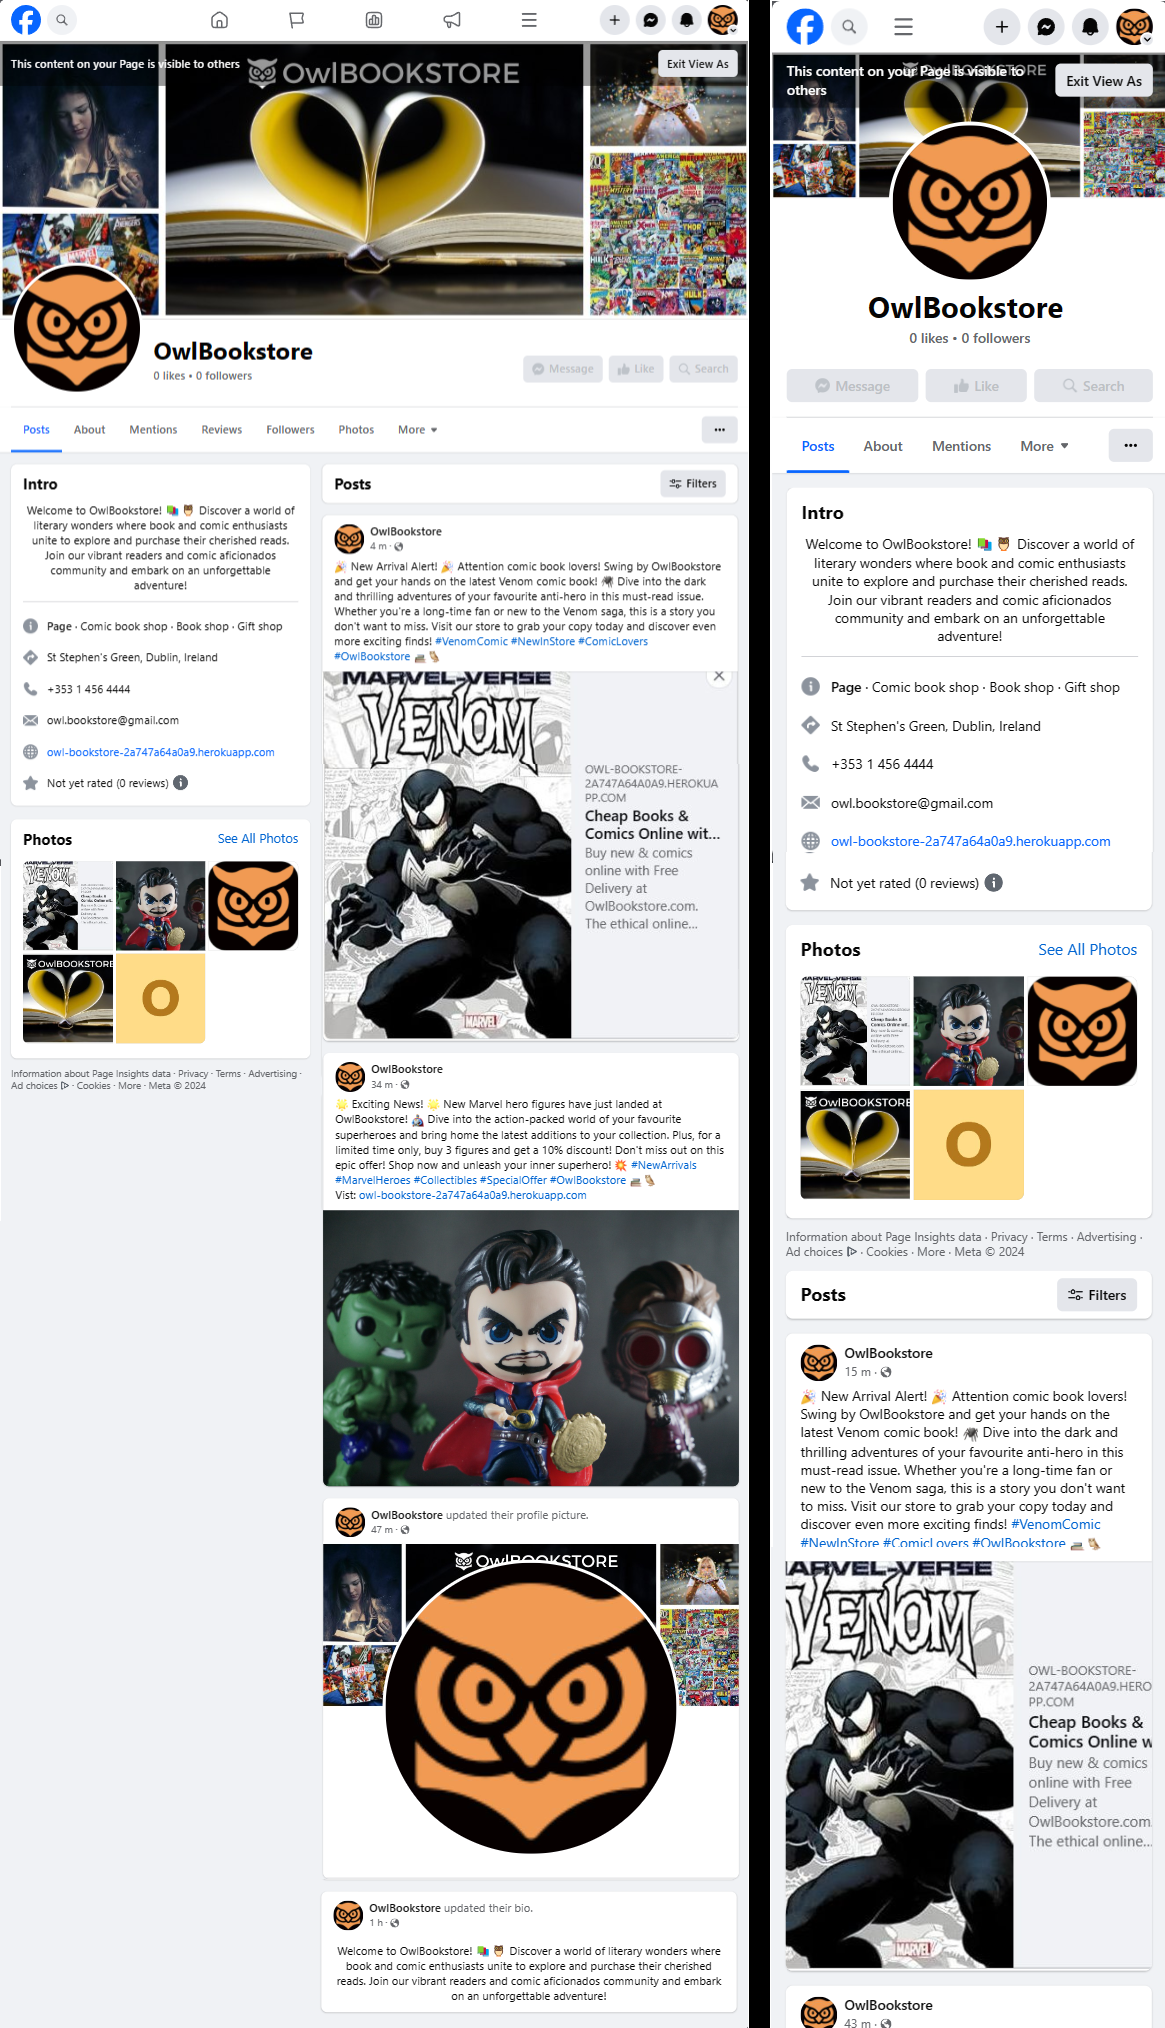 This content on your Page is visible to others
OwlBOOKSTORE
Exit View As
OwlBookstore
0 likes • 0 followers
Message
Like
Search
Posts
About
Mentions
Reviews
Followers
Photos
More
Intro
Welcome to OwlBookstore! 📚 🦉 Discover a world of
literary wonders where book and comic enthusiasts
unite to explore and purchase their cherished reads.
Join our vibrant readers and comic aficionados
community and embark on an unforgettable
adventure!
Page · Comic book shop · Book shop · Gift shop
St Stephen's Green, Dublin, Ireland
+353 1 456 4444
owl.bookstore@gmail.com
owl-bookstore-2a747a64a0a9.herokuapp.com
Not yet rated (0 reviews)
Photos
See All Photos
MARVEL-VERSE
VENOM
OwlBOOKSTORE
O
Information about Page Insights data · Privacy · Terms · Advertising ·
Ad choices · Cookies · More · Meta © 2024
Posts
Filters
OwlBookstore
4 m ·
🎉 New Arrival Alert! 🎉 Attention comic book lovers! Swing by OwlBookstore
and get your hands on the latest Venom comic book! 🕷 Dive into the dark
and thrilling adventures of your favourite anti-hero in this must-read issue.
Whether you're a long-time fan or new to the Venom saga, this is a story you
don't want to miss. Visit our store to grab your copy today and discover even
more exciting finds! #VenomComic #NewInStore #ComicLovers
#OwlBookstore
MARVEL-VERSE
VENOM
MARVEL
OWL-BOOKSTORE-
2A747A64A0A9.HEROKUA
PP.COM
Cheap Books &
Comics Online wit...
Buy new & comics
online with Free
Delivery at
OwlBookstore.com.
The ethical online...
OwlBookstore
34 m ·
🌟 Exciting News! 🌟 New Marvel hero figures have just landed at
OwlBookstore! Dive into the action-packed world of your favourite
superheroes and bring home the latest additions to your collection. Plus, for a
limited time only, buy 3 figures and get a 10% discount! Don't miss out on this
epic offer! Shop now and unleash your inner superhero! 💥 #NewArrivals
#MarvelHeroes #Collectibles #SpecialOffer #OwlBookstore
Vist: owl-bookstore-2a747a64a0a9.herokuapp.com
OwlBookstore updated their profile picture.
47 m ·
OwlBOOKSTORE
OwlBookstore updated their bio.
1 h ·
Welcome to OwlBookstore! 📚 🦉 Discover a world of literary wonders where
book and comic enthusiasts unite to explore and purchase their cherished
reads. Join our vibrant readers and comic aficionados community and embark
on an unforgettable adventure!
This content on your Page is visible to
others
Exit View As
OwlBookstore
0 likes • 0 followers
Message
Like
Search
Posts
About
Mentions
More
Intro
Welcome to OwlBookstore! 📚 🦉 Discover a world of
literary wonders where book and comic enthusiasts
unite to explore and purchase their cherished reads.
Join our vibrant readers and comic aficionados
community and embark on an unforgettable
adventure!
Page · Comic book shop · Book shop · Gift shop
St Stephen's Green, Dublin, Ireland
+353 1 456 4444
owl.bookstore@gmail.com
owl-bookstore-2a747a64a0a9.herokuapp.com
Not yet rated (0 reviews)
Photos
See All Photos
MARVEL-VERSE
VENOM
Cheap Books &
OwlBOOKSTORE
O
Information about Page Insights data · Privacy · Terms · Advertising ·
Ad choices · Cookies · More · Meta © 2024
Posts
Filters
OwlBookstore
15 m ·
🎉 New Arrival Alert! 🎉 Attention comic book lovers!
Swing by OwlBookstore and get your hands on the
latest Venom comic book! 🕷 Dive into the dark and
thrilling adventures of your favourite anti-hero in this
must-read issue. Whether you're a long-time fan or
new to the Venom saga, this is a story you don't want
to miss. Visit our store to grab your copy today and
discover even more exciting finds! #VenomComic
#NewInStore #ComicLovers #OwlBookstore
MARVEL-VERSE
VENOM
MARVEL
OWL-BOOKSTORE-
2A747A64A0A9.HERO
PP.COM
Cheap Books &
Comics Online w
Buy new & comics
online with Free
Delivery at
OwlBookstore.com.
The ethical online...
OwlBookstore
43 m ·